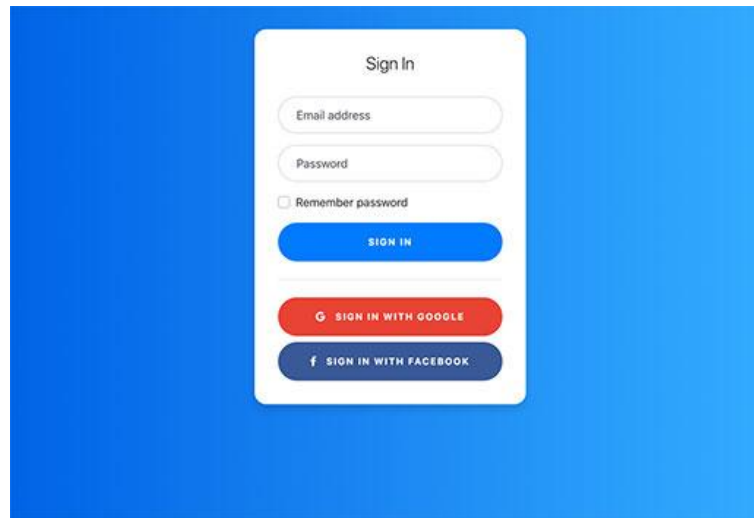 Sign In
Email address
Password
Remember password
SIGN IN
G SIGN IN WITH GOOGLE
f SIGN IN WITH FACEBOOK